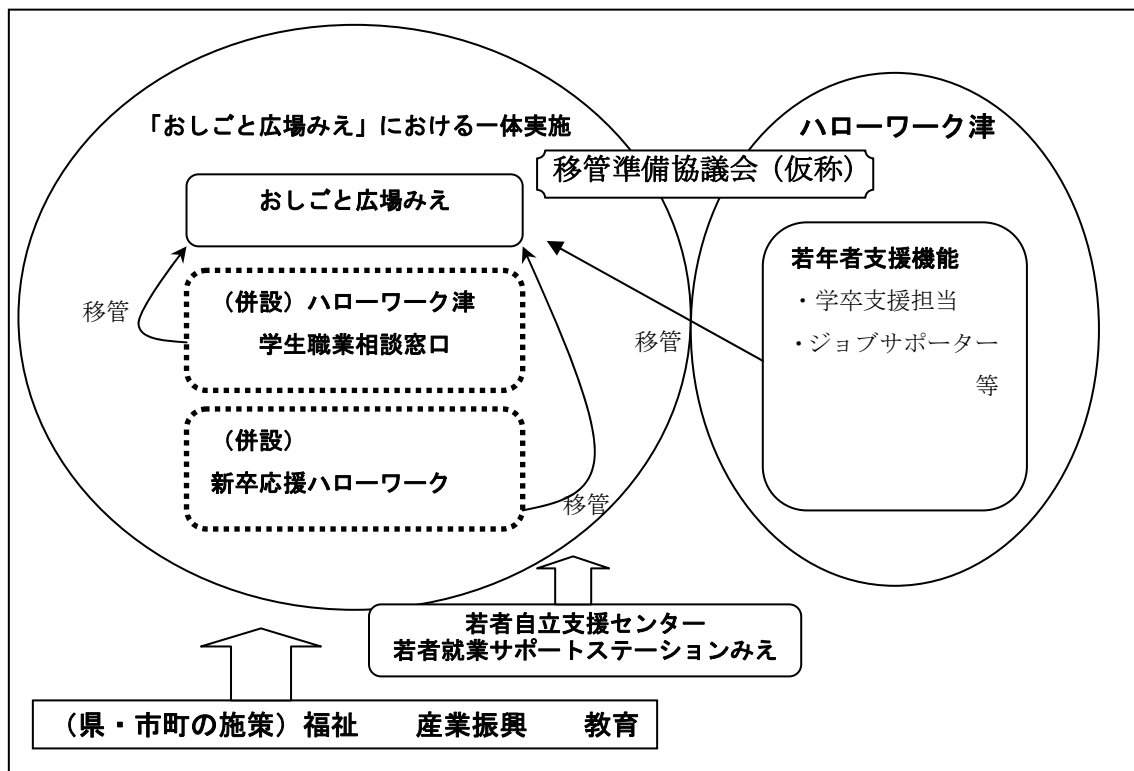 「おしごと広場みえ」における一体実施
ハローワーク津
移管準備協議会（仮称）
おしごと広場みえ
（併設）ハローワーク津
学生職業相談窓口
移管
（併設）
新卒応援ハローワーク
移管
移管
若年者支援機能
・学卒支援担当
・ジョブサポーター
等
若者自立支援センター
若者就業サポートステーションみえ
（県・市町の施策）福祉　産業振興　教育